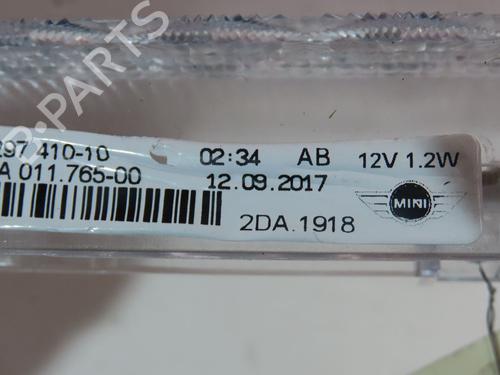 297 410-10 02:34 AB 12V 1.2W
A 011.765-00 12.09.2017
2DA.1918 MINI
B-PARTS